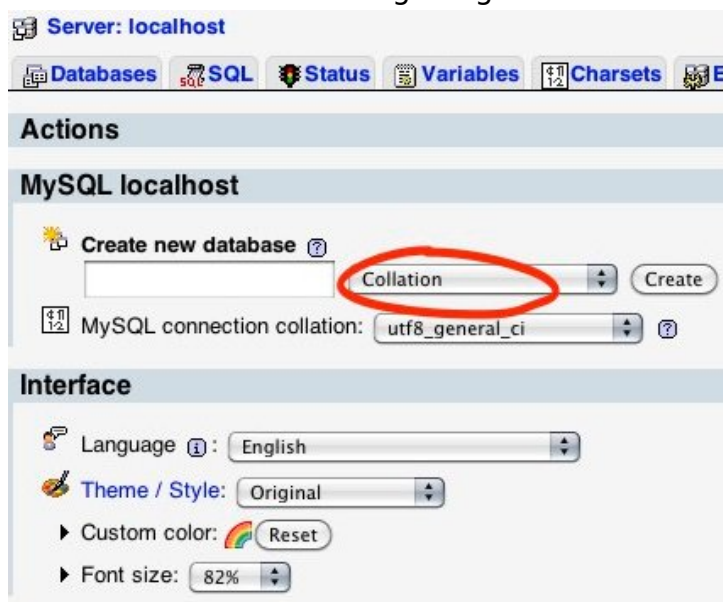 Server: localhost
Databases SQL Status Variables Charsets
Actions
MySQL localhost
Create new database
Collation Create
MySQL connection collation: utf8_general_ci
Interface
Language : English
Theme / Style: Original
Custom color: Reset
Font size: 82%